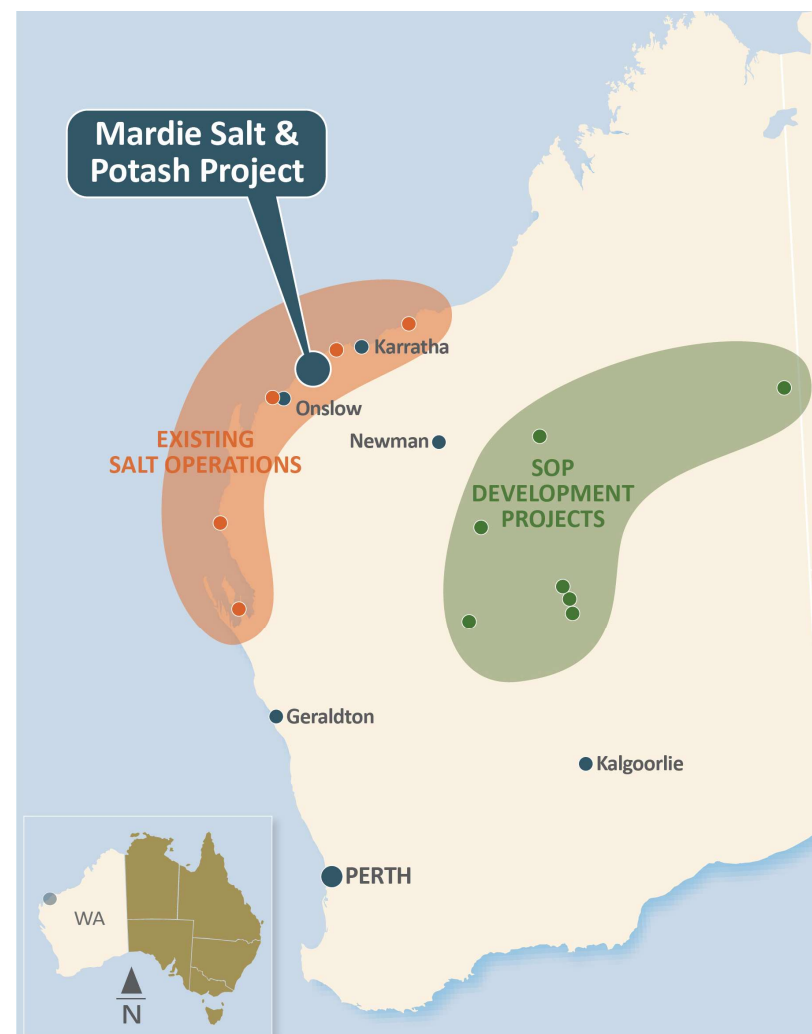 Mardie Salt &
Potash Project
Karratha
Onslow
EXISTING
SALT OPERATIONS
Newman
SOP
DEVELOPMENT
PROJECTS
Geraldton
Kalgoorlie
PERTH
WA
N